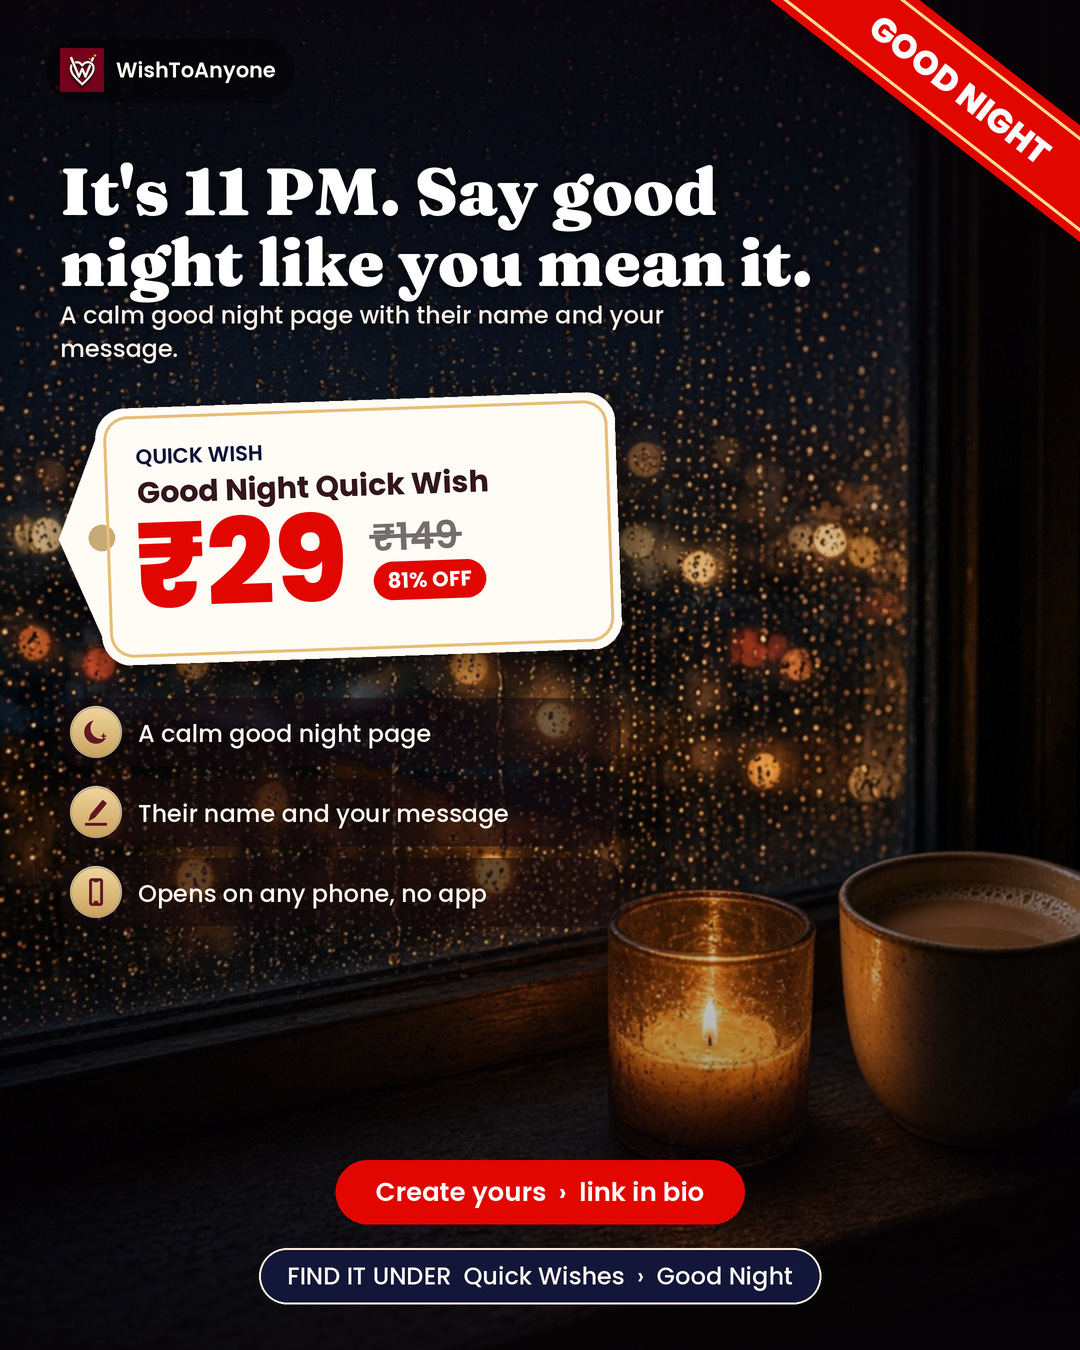 WishToAnyone
GOOD NIGHT
It's 11 PM. Say good
night like you mean it.
A calm good night page with their name and your
message.
QUICK WISH
Good Night Quick Wish
₹29
₹149
81% OFF
A calm good night page
Their name and your message
Opens on any phone, no app
Create yours › link in bio
FIND IT UNDER Quick Wishes › Good Night